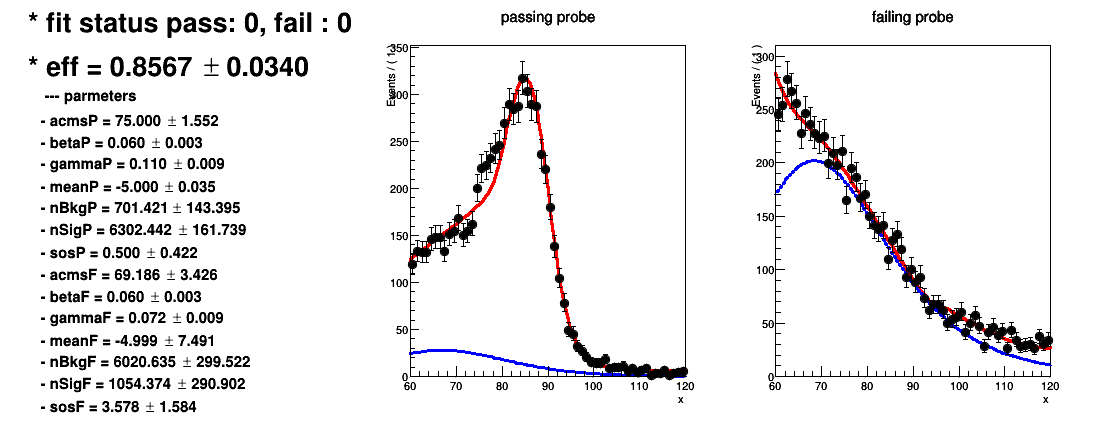 * fit status pass: 0, fail : 0
* eff = 0.8567 ± 0.0340
--- parmeters
- acmsP = 75.000 ± 1.552
- betaP = 0.060 ± 0.003
- gammaP = 0.110 ± 0.009
- meanP = -5.000 ± 0.035
- nBkgP = 701.421 ± 143.395
- nSigP = 6302.442 ± 161.739
- sosP = 0.500 ± 0.422
- acmsF = 69.186 ± 3.426
- betaF = 0.060 ± 0.003
- gammaF = 0.072 ± 0.009
- meanF = -4.999 ± 7.491
- nBkgF = 6020.635 ± 299.522
- nSigF = 1054.374 ± 290.902
- sosF = 3.578 ± 1.584
passing probe
Events / ( 1 )
350
300
250
200
150
100
50
0
60 70 80 90 100 110 120
x
failing probe
Events / ( 1 )
300
250
200
150
100
50
0
60 70 80 90 100 110 120
x